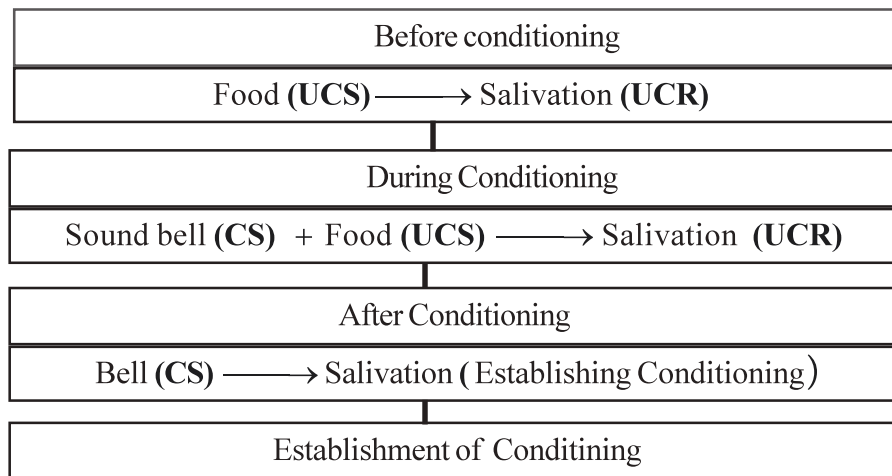 Before conditioning
Food (UCS) ⟶ Salivation (UCR)
During Conditioning
Sound bell (CS) + Food (UCS) ⟶ Salivation (UCR)
After Conditioning
Bell (CS) ⟶ Salivation ( Establishing Conditioning )
Establishment of Conditining